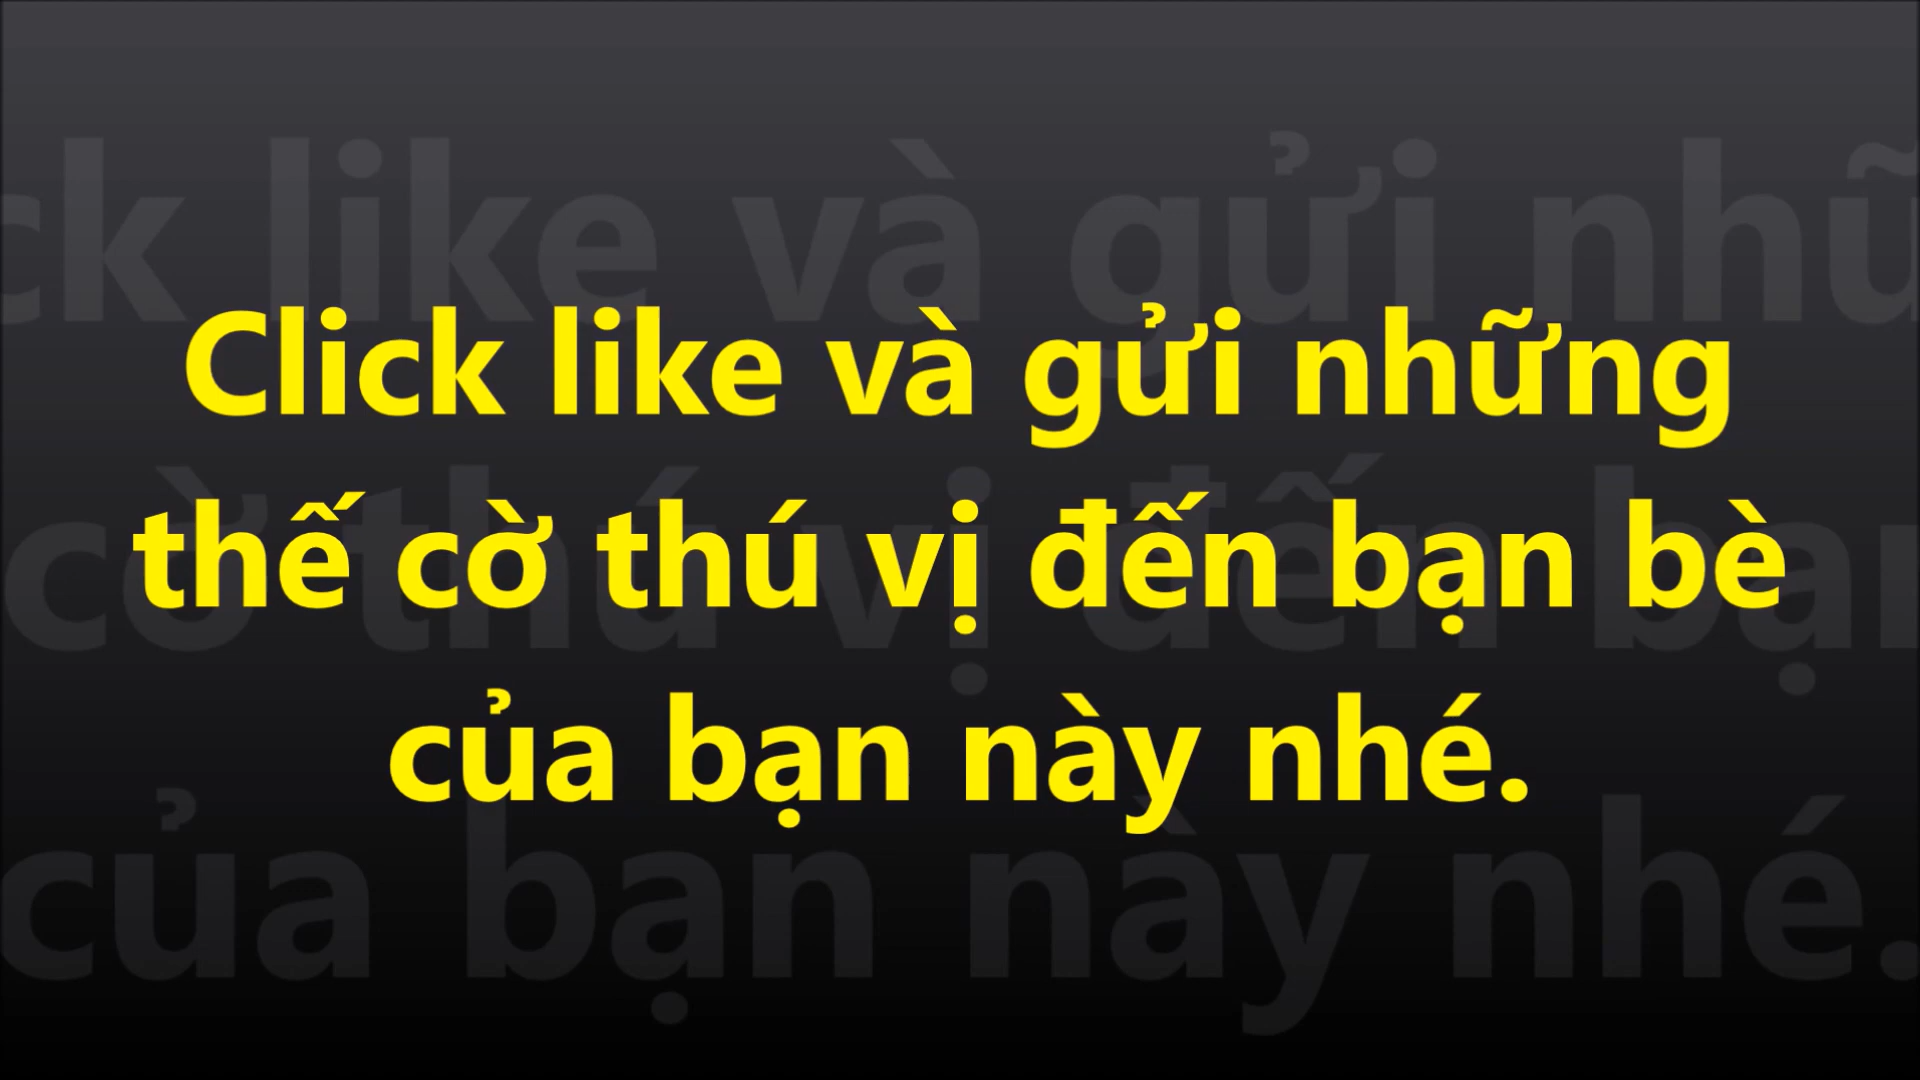 Click like và gửi những
thế cờ thú vị đến bạn bè
của bạn này nhé.